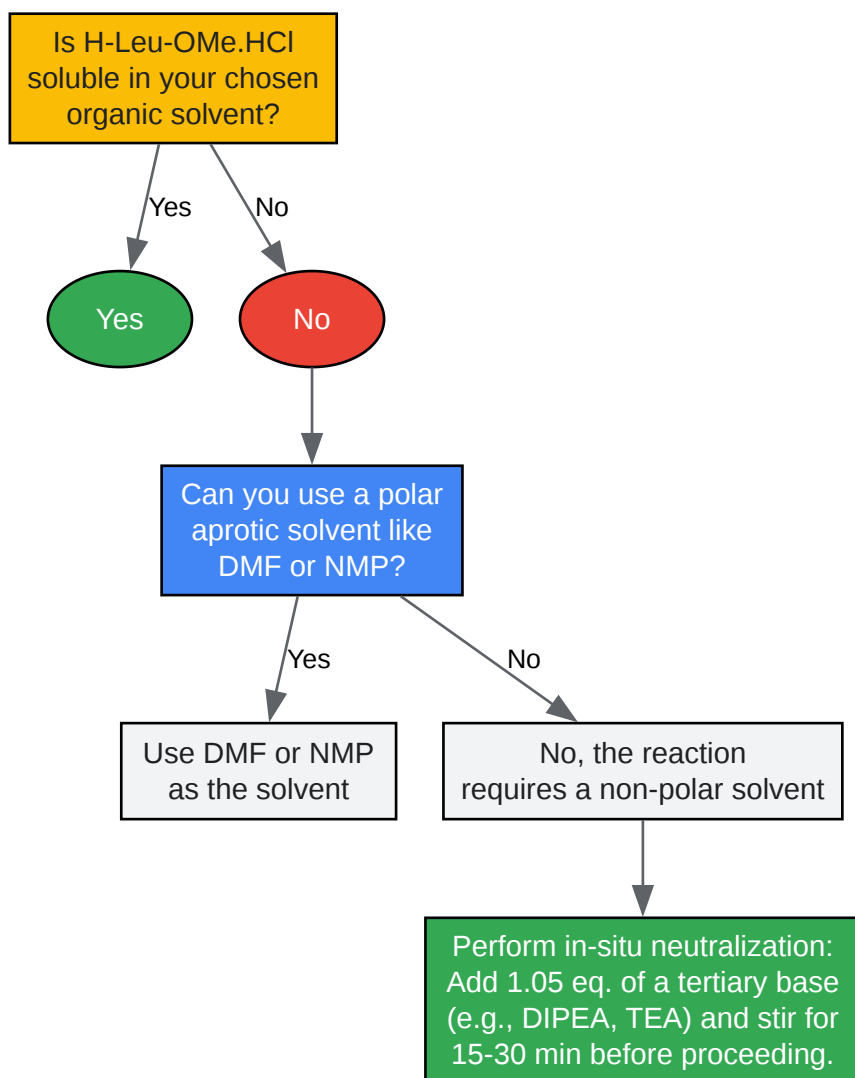 Is H-Leu-OMe.HCl
soluble in your chosen
organic solvent?
Yes
No
Yes
No
Can you use a polar
aprotic solvent like
DMF or NMP?
Yes
No
Use DMF or NMP
as the solvent
No, the reaction
requires a non-polar solvent
Perform in-situ neutralization:
Add 1.05 eq. of a tertiary base
(e.g., DIPEA, TEA) and stir for
15-30 min before proceeding.